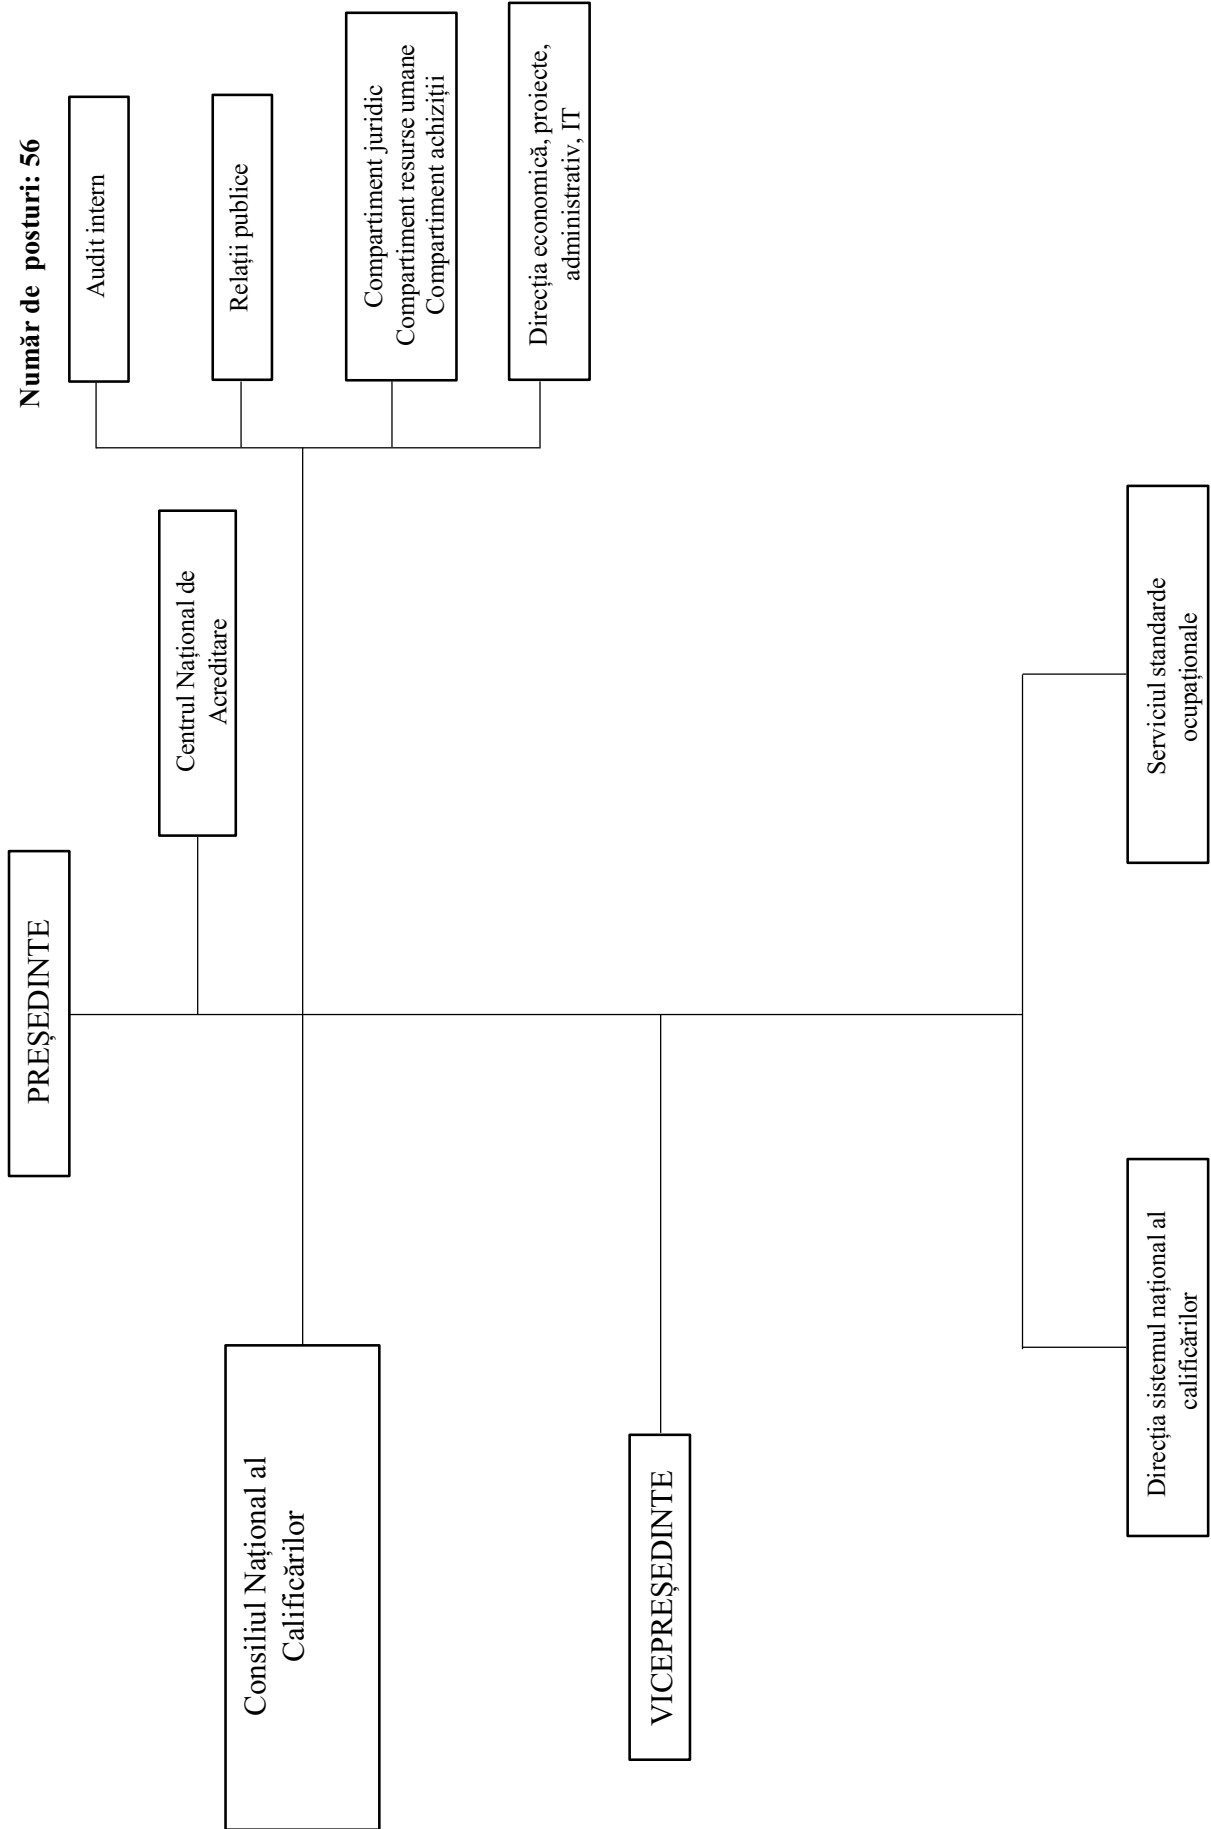 Număr de posturi: 56
PREȘEDINTE
Audit intern
Centrul Național de
Acreditare
Relații publice
Consiliul Național al
Calificărilor
Compartiment juridic
Compartiment resurse umane
Compartiment achiziții
Direcția economică, proiecte,
administrativ, IT
VICEPREȘEDINTE
Direcția sistemul național al
calificărilor
Serviciul standarde
ocupaționale